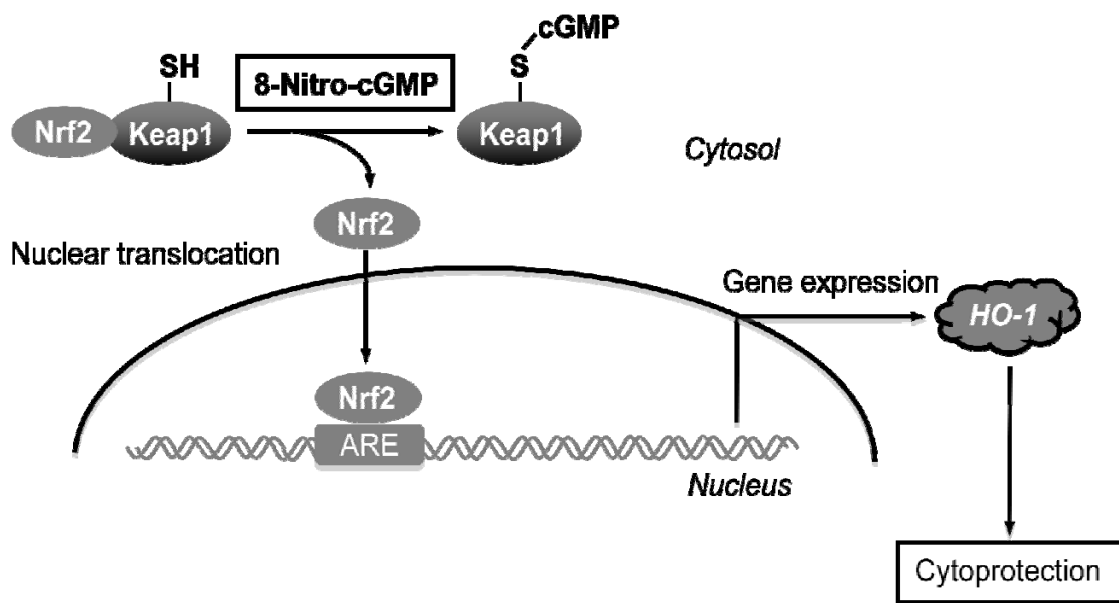 cGMP
SH
S
8-Nitro-cGMP
Nrf2
Keap1
Keap1
Cytosol
Nrf2
Nuclear translocation
Gene expression
HO-1
Nrf2
ARE
Nucleus
Cytoprotection